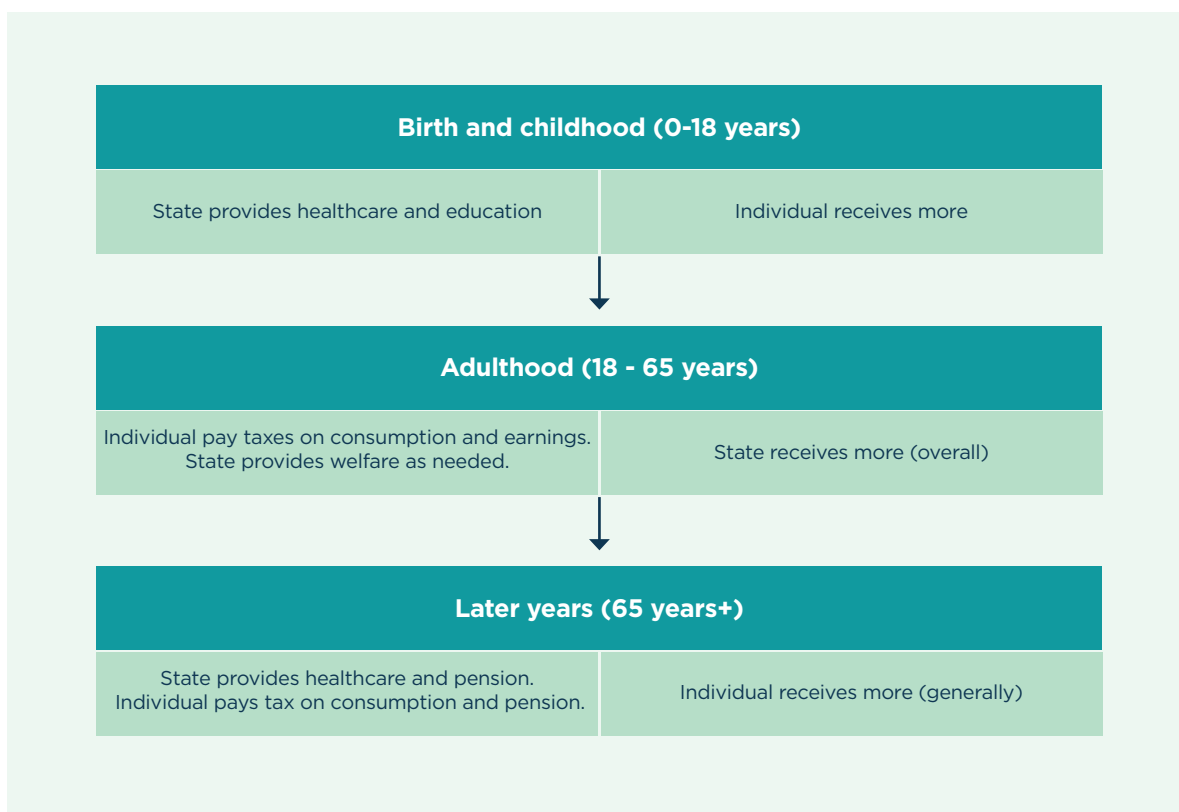 Birth and childhood (0-18 years)
State provides healthcare and education
Individual receives more
Adulthood (18 - 65 years)
Individual pay taxes on consumption and earnings.
State provides welfare as needed.
State receives more (overall)
Later years (65 years+)
State provides healthcare and pension.
Individual pays tax on consumption and pension.
Individual receives more (generally)